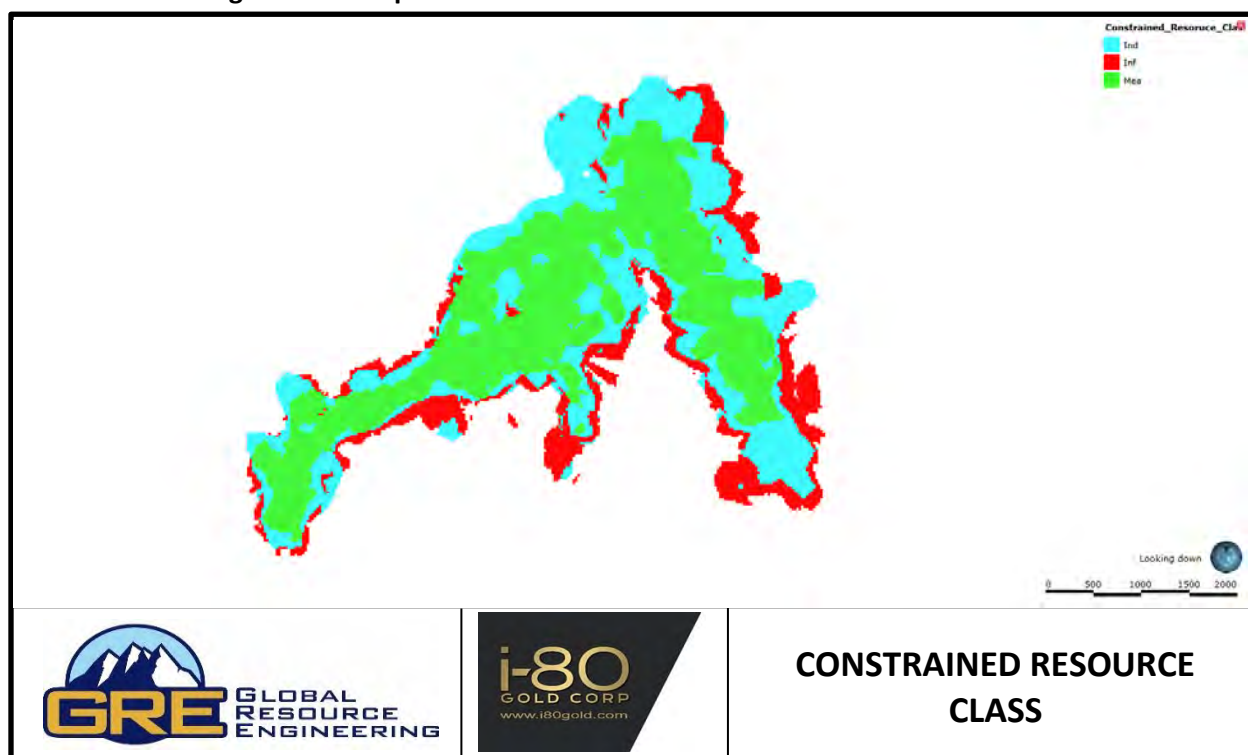 Constrained_Resoruce_Cla
Ind
Inf
Mea
Looking down
0 500 1000 1500 2000
GRE GLOBAL
RESOURCE
ENGINEERING
i-80
GOLD CORP
www.i80gold.com
CONSTRAINED RESOURCE
CLASS